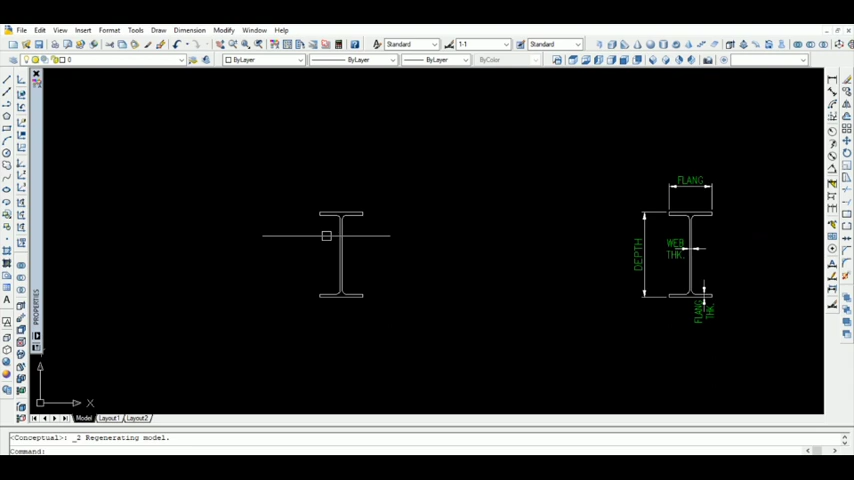 File Edit View Insert Format Tools Draw Dimension Modify Window Help
Standard 1-1 Standard
0 ByLayer ByLayer ByLayer ByColor
PROPERTIES
FLANG
DEPTH
WEB
THK.
FLANG
THK.
X
Model Layout1 Layout2
<Conceptual>: _2 Regenerating model.
Command: